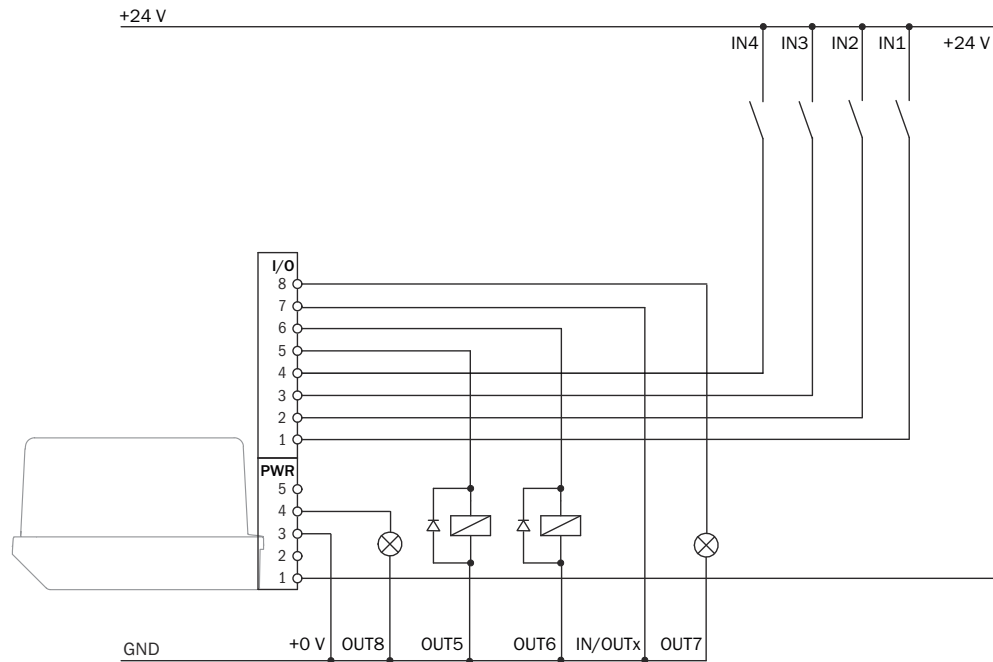 +24 V
IN4 IN3 IN2 IN1 +24 V
I/O
8
7
6
5
4
3
2
1
PWR
5
4
3
2
1
GND +0 V OUT8 OUT5 OUT6 IN/OUTx OUT7